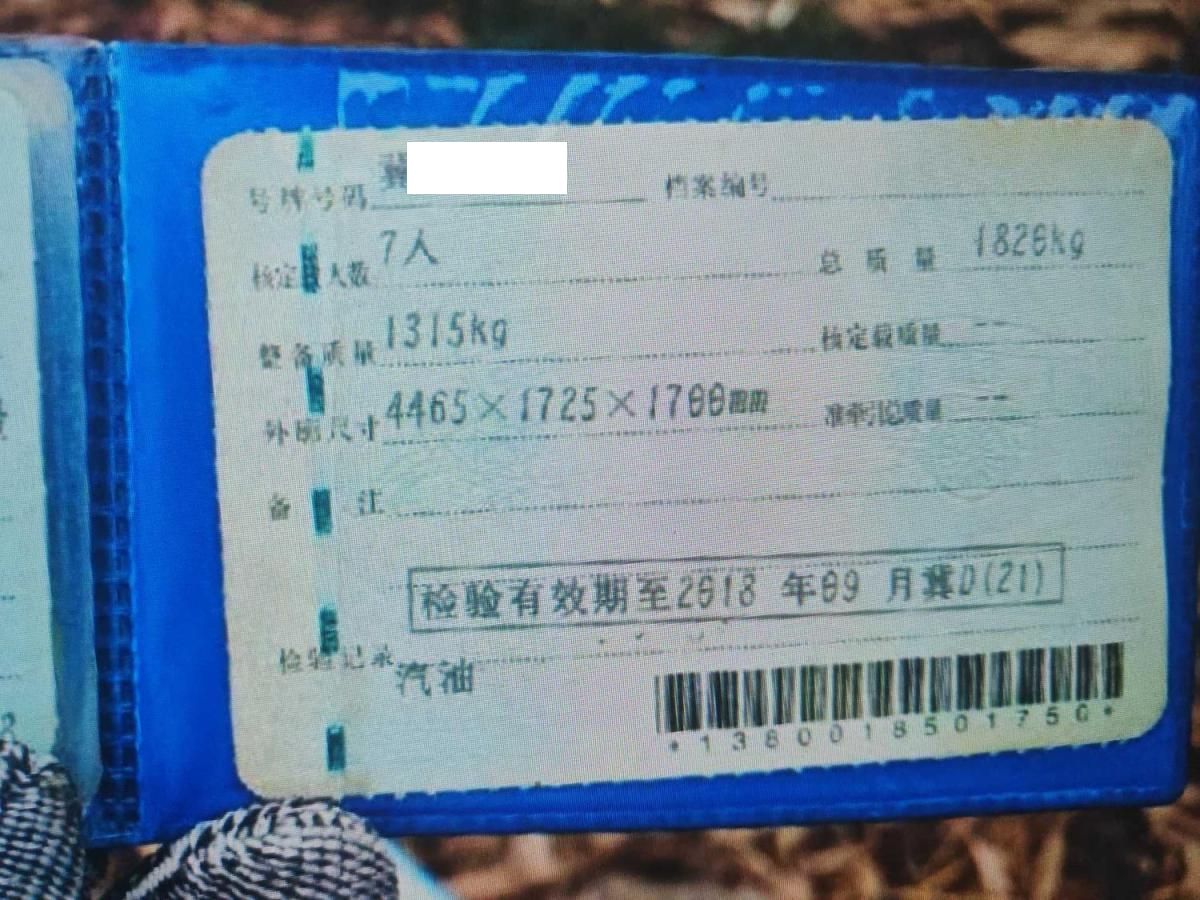 号牌号码 冀 档案编号
核定载人数 7人 总质量 1826kg
整备质量 1315kg 核定载质量 --
外廓尺寸 4465×1725×1700mm 准牵引总质量 --
备注
检验有效期至2018 年09 月冀D(21)
检验记录
汽油
*1380018501750*